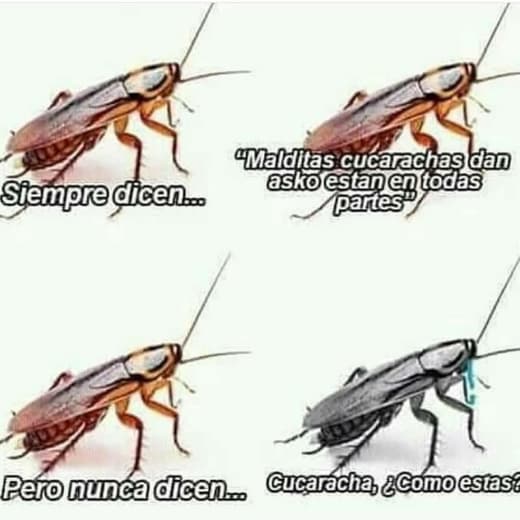 Siempre dicen...
“Malditas cucarachas dan
asko estan en todas
partes”
Pero nunca dicen...
Cucaracha, ¿Como estas?